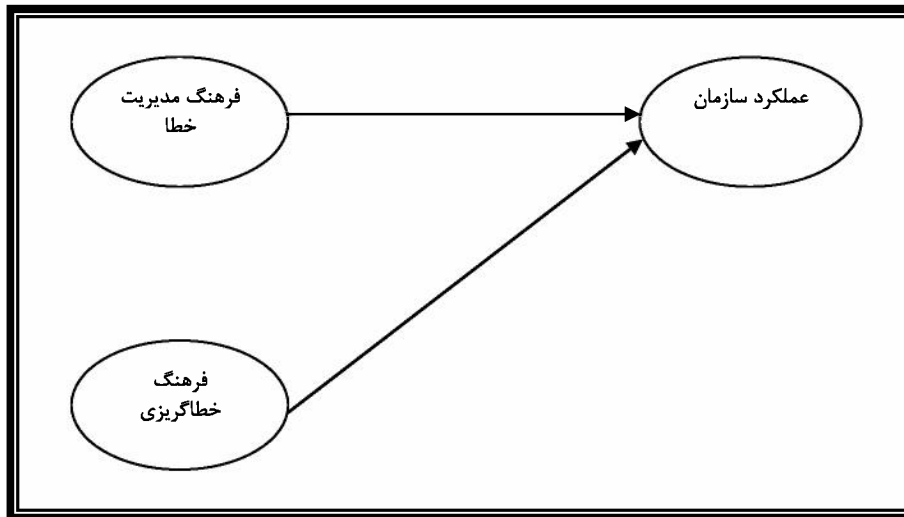 فرهنگ مدیریت
خطا
عملکرد سازمان
فرهنگ
خطاگریزی